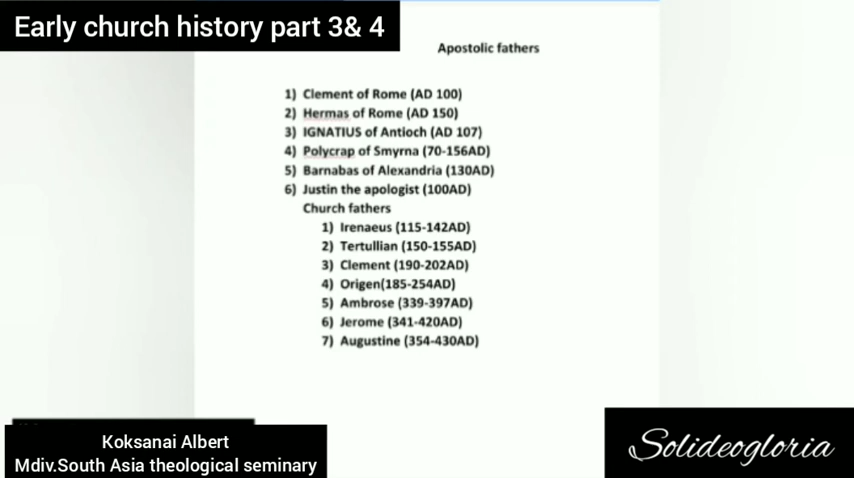 Early church history part 3& 4
Apostolic fathers
1) Clement of Rome (AD 100)
2) Hermas of Rome (AD 150)
3) IGNATIUS of Antioch (AD 107)
4) Polycrap of Smyrna (70-156AD)
5) Barnabas of Alexandria (130AD)
6) Justin the apologist (100AD)
Church fathers
1) Irenaeus (115-142AD)
2) Tertullian (150-155AD)
3) Clement (190-202AD)
4) Origen(185-254AD)
5) Ambrose (339-397AD)
6) Jerome (341-420AD)
7) Augustine (354-430AD)
Koksanai Albert
Mdiv.South Asia theological seminary
Solideogloria